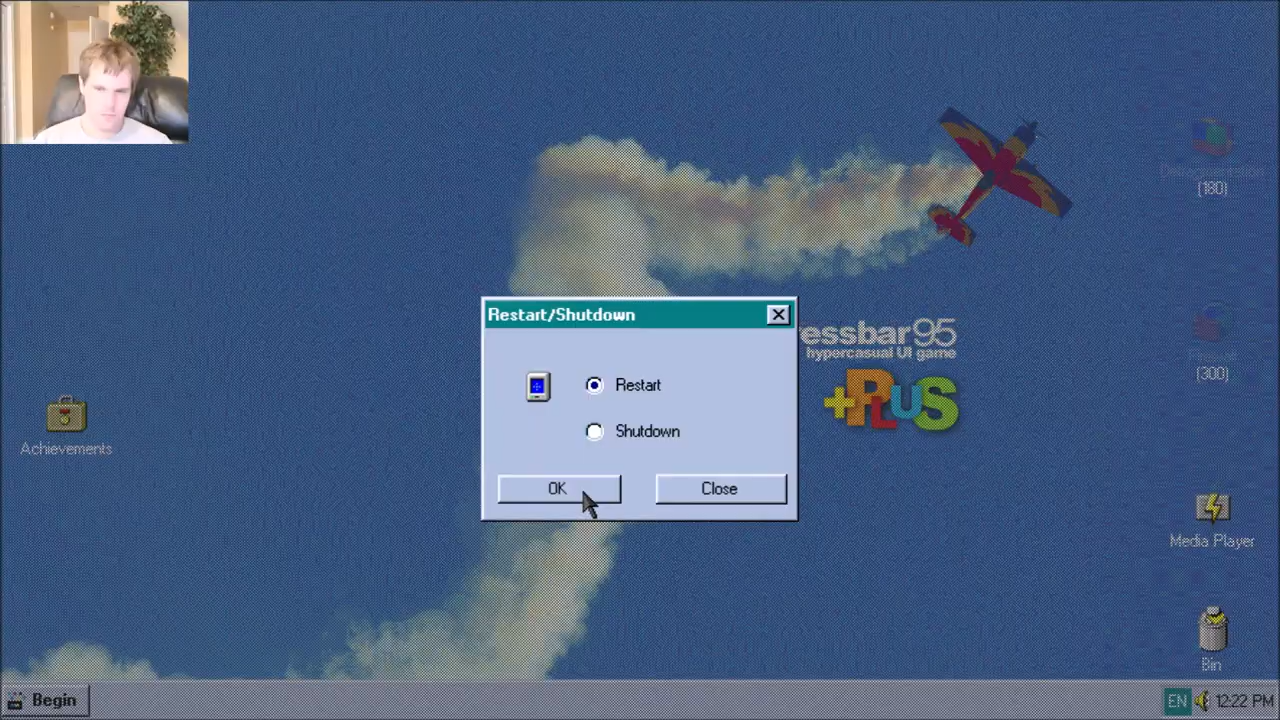 (180)
Restart/Shutdown
essbar95
hypercasual UI game
Restart
+PLUS
(300)
Shutdown
Achievements
OK
Close
Media Player
Bin
Begin
EN
12:22 PM